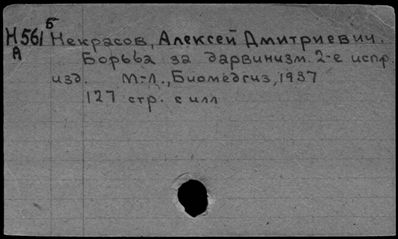 Н561 б Некрасов, Алексей Дмитриевич.
А Борьба за дарвинизм. 2-е испр.
изд. М.-Л., Биомедгиз, 1937
127 стр. с илл